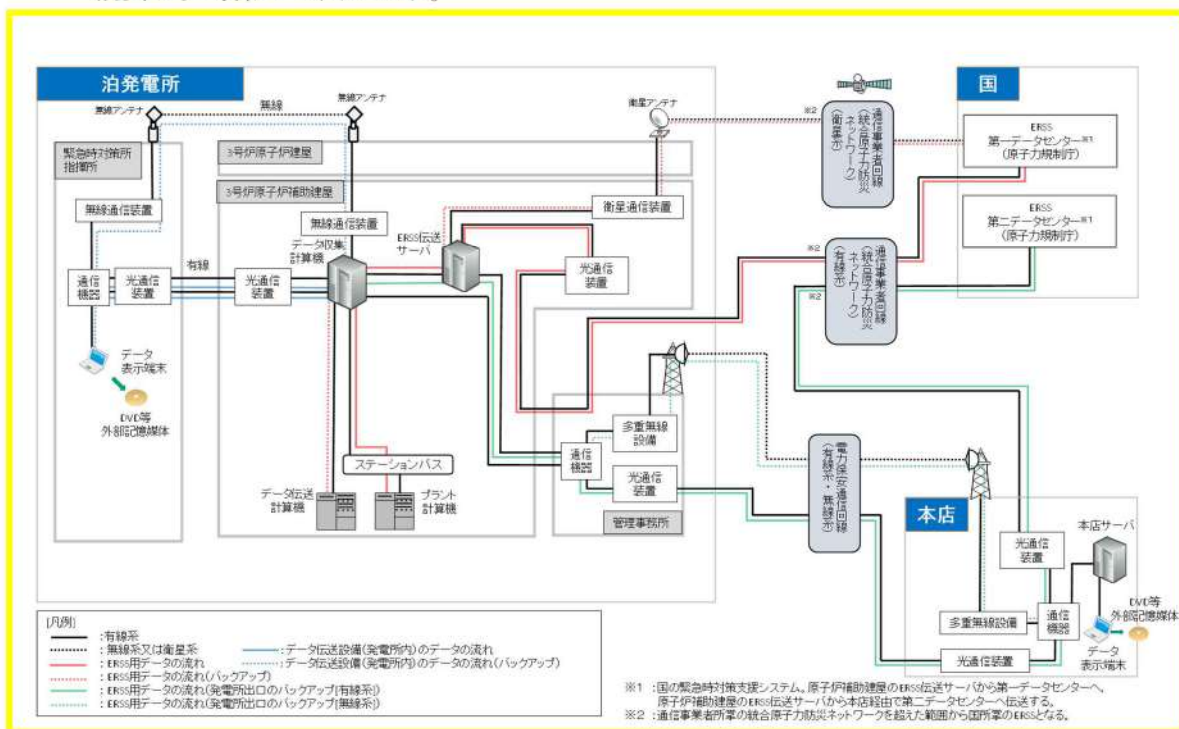 泊発電所
無線アンテナ
無線
無線アンテナ
衛星アンテナ
緊急時対策所
指揮所
3号炉原子炉建屋
3号炉原子炉補助建屋
無線通信装置
無線通信装置
データ収集
計算機
ERSS伝送
サーバ
衛星通信装置
有線
通信
機器
光通信
装置
光通信
装置
光通信
装置
データ
表示端末
DVD等
外部記憶媒体
ステーションバス
データ伝送
計算機
プラント
計算機
多重無線
設備
通信
機器
光通信
装置
管理事務所
※2
通信事業者回線
(統合原子力防災
ネットワーク)
(衛星系)
※2
通信事業者回線
(統合原子力防災
ネットワーク)
(有線系)
※2
電力保安通信回線
(有線系・無線系)
国
ERSS
第一データセンター※1
(原子力規制庁)
ERSS
第二データセンター※1
(原子力規制庁)
本店
本店サーバ
光通信
装置
多重無線設備
通信
機器
光通信装置
DVD等
外部記憶媒体
データ
表示端末
[凡例]
:有線系
:無線系又は衛星系
:ERSS用データの流れ
:ERSS用データの流れ(バックアップ)
:ERSS用データの流れ(発電所出口のバックアップ[有線系])
:ERSS用データの流れ(発電所出口のバックアップ[無線系])
:データ伝送設備(発電所内)のデータの流れ
:データ伝送設備(発電所内)のデータの流れ(バックアップ)
※1 :国の緊急時対策支援システム。原子炉補助建屋のERSS伝送サーバから第一データセンターへ、
原子炉補助建屋のERSS伝送サーバから本店経由で第二データセンターへ伝送する。
※2 :通信事業者所掌の統合原子力防災ネットワークを超えた範囲から国所掌のERSSとなる。